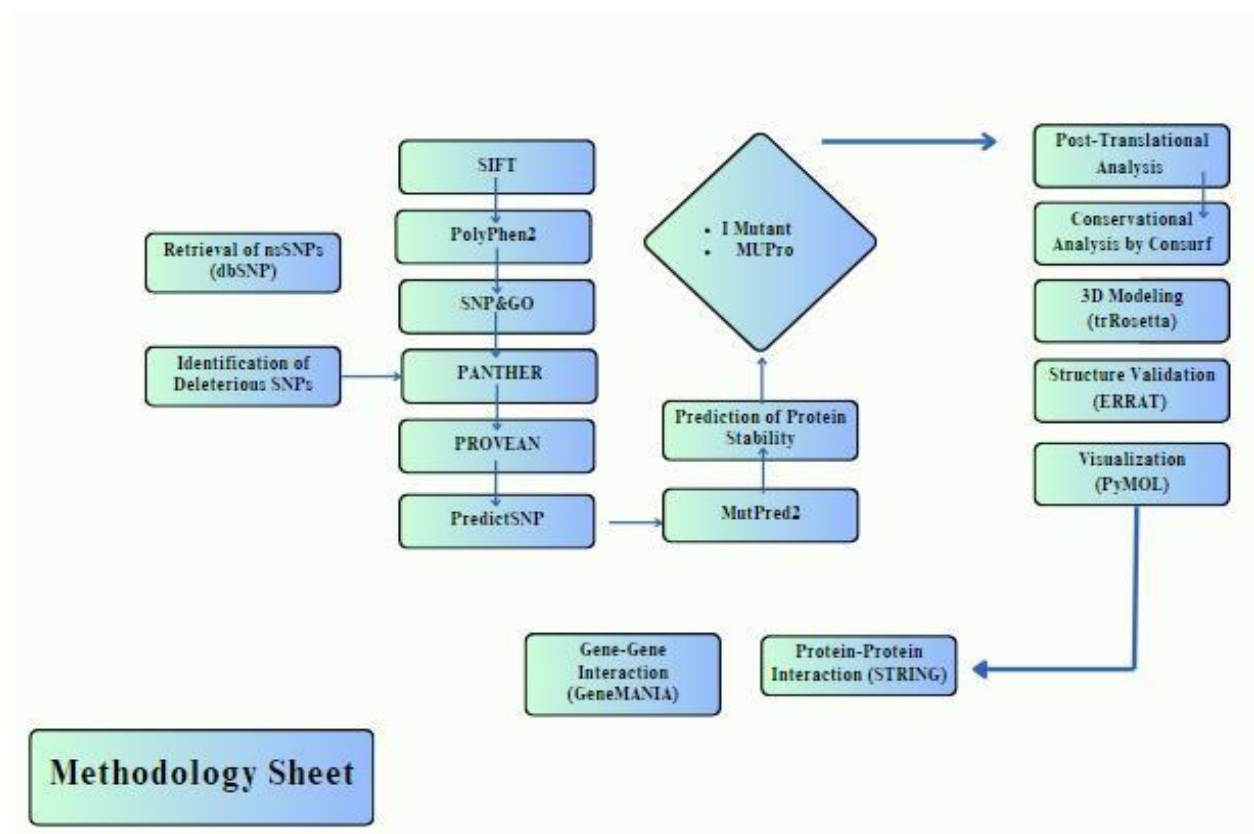 Retrieval of nsSNPs
(dbSNP)
Identification of
Deleterious SNPs
SIFT
PolyPhen2
SNP&GO
PANTHER
PROVEAN
PredictSNP
MutPred2
Prediction of Protein
Stability
• I Mutant
• MUPro
Post-Translational
Analysis
Conservational
Analysis by Consurf
3D Modeling
(trRosetta)
Structure Validation
(ERRAT)
Visualization
(PyMOL)
Protein-Protein
Interaction (STRING)
Gene-Gene
Interaction
(GeneMANIA)
Methodology Sheet